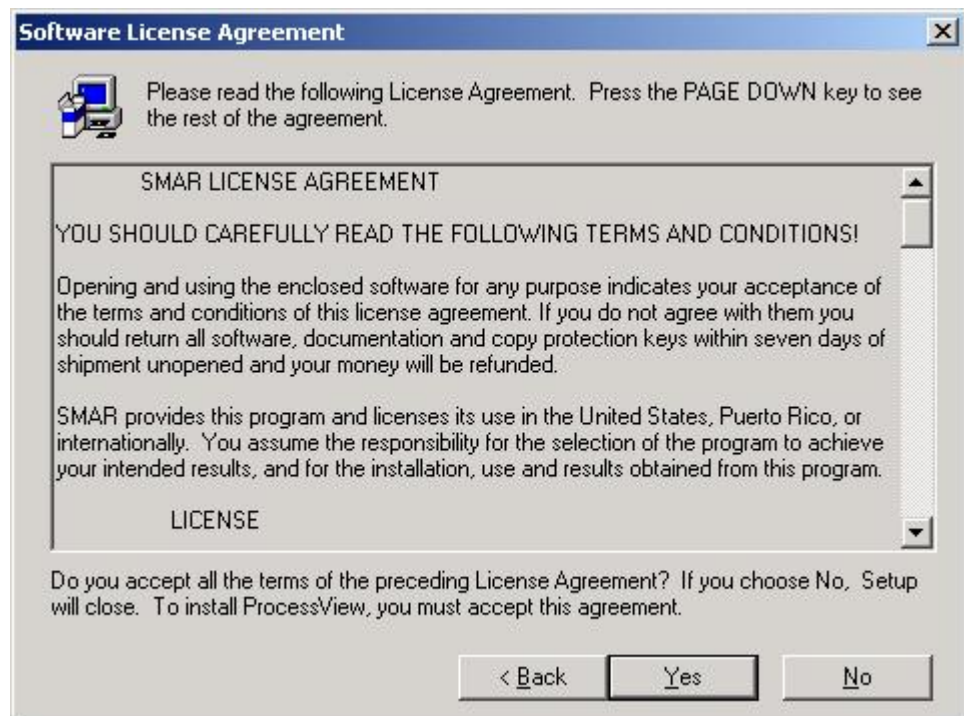 Software License Agreement
Please read the following License Agreement.  Press the PAGE DOWN key to see
the rest of the agreement.
SMAR LICENSE AGREEMENT
YOU SHOULD CAREFULLY READ THE FOLLOWING TERMS AND CONDITIONS!
Opening and using the enclosed software for any purpose indicates your acceptance of
the terms and conditions of this license agreement. If you do not agree with them you
should return all software, documentation and copy protection keys within seven days of
shipment unopened and your money will be refunded.
SMAR provides this program and licenses its use in the United States, Puerto Rico, or
internationally.  You assume the responsibility for the selection of the program to achieve
your intended results, and for the installation, use and results obtained from this program.
LICENSE
Do you accept all the terms of the preceding License Agreement?  If you choose No,  Setup
will close.  To install ProcessView, you must accept this agreement.
< Back
Yes
No